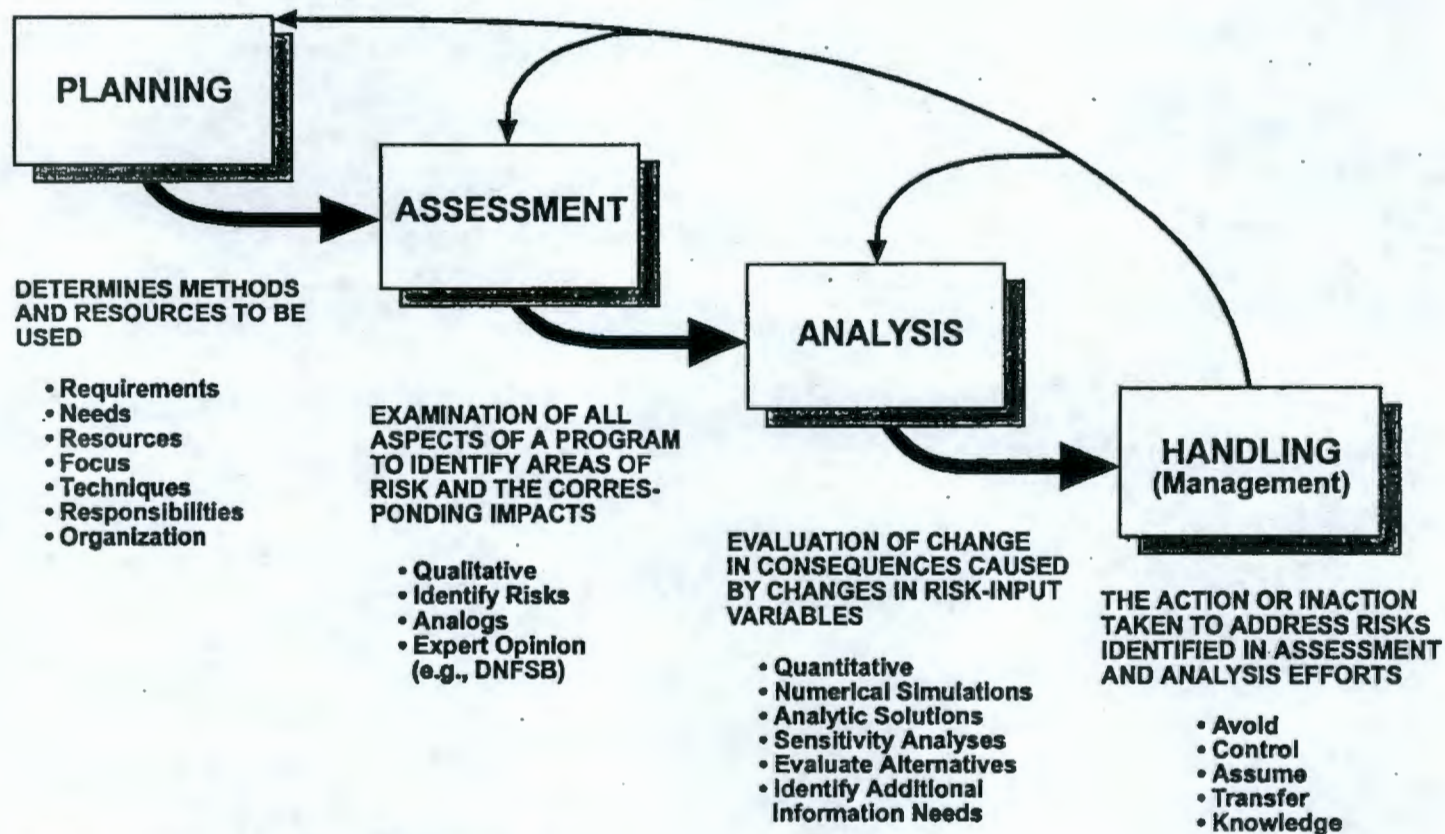 PLANNING
DETERMINES METHODS
AND RESOURCES TO BE
USED
• Requirements
• Needs
• Resources
• Focus
• Techniques
• Responsibilities
• Organization
ASSESSMENT
EXAMINATION OF ALL
ASPECTS OF A PROGRAM
TO IDENTIFY AREAS OF
RISK AND THE CORRES-
PONDING IMPACTS
• Qualitative
• Identify Risks
• Analogs
• Expert Opinion
(e.g., DNFSB)
ANALYSIS
EVALUATION OF CHANGE
IN CONSEQUENCES CAUSED
BY CHANGES IN RISK-INPUT
VARIABLES
• Quantitative
• Numerical Simulations
• Analytic Solutions
• Sensitivity Analyses
• Evaluate Alternatives
• Identify Additional
Information Needs
HANDLING
(Management)
THE ACTION OR INACTION
TAKEN TO ADDRESS RISKS
IDENTIFIED IN ASSESSMENT
AND ANALYSIS EFFORTS
• Avoid
• Control
• Assume
• Transfer
• Knowledge